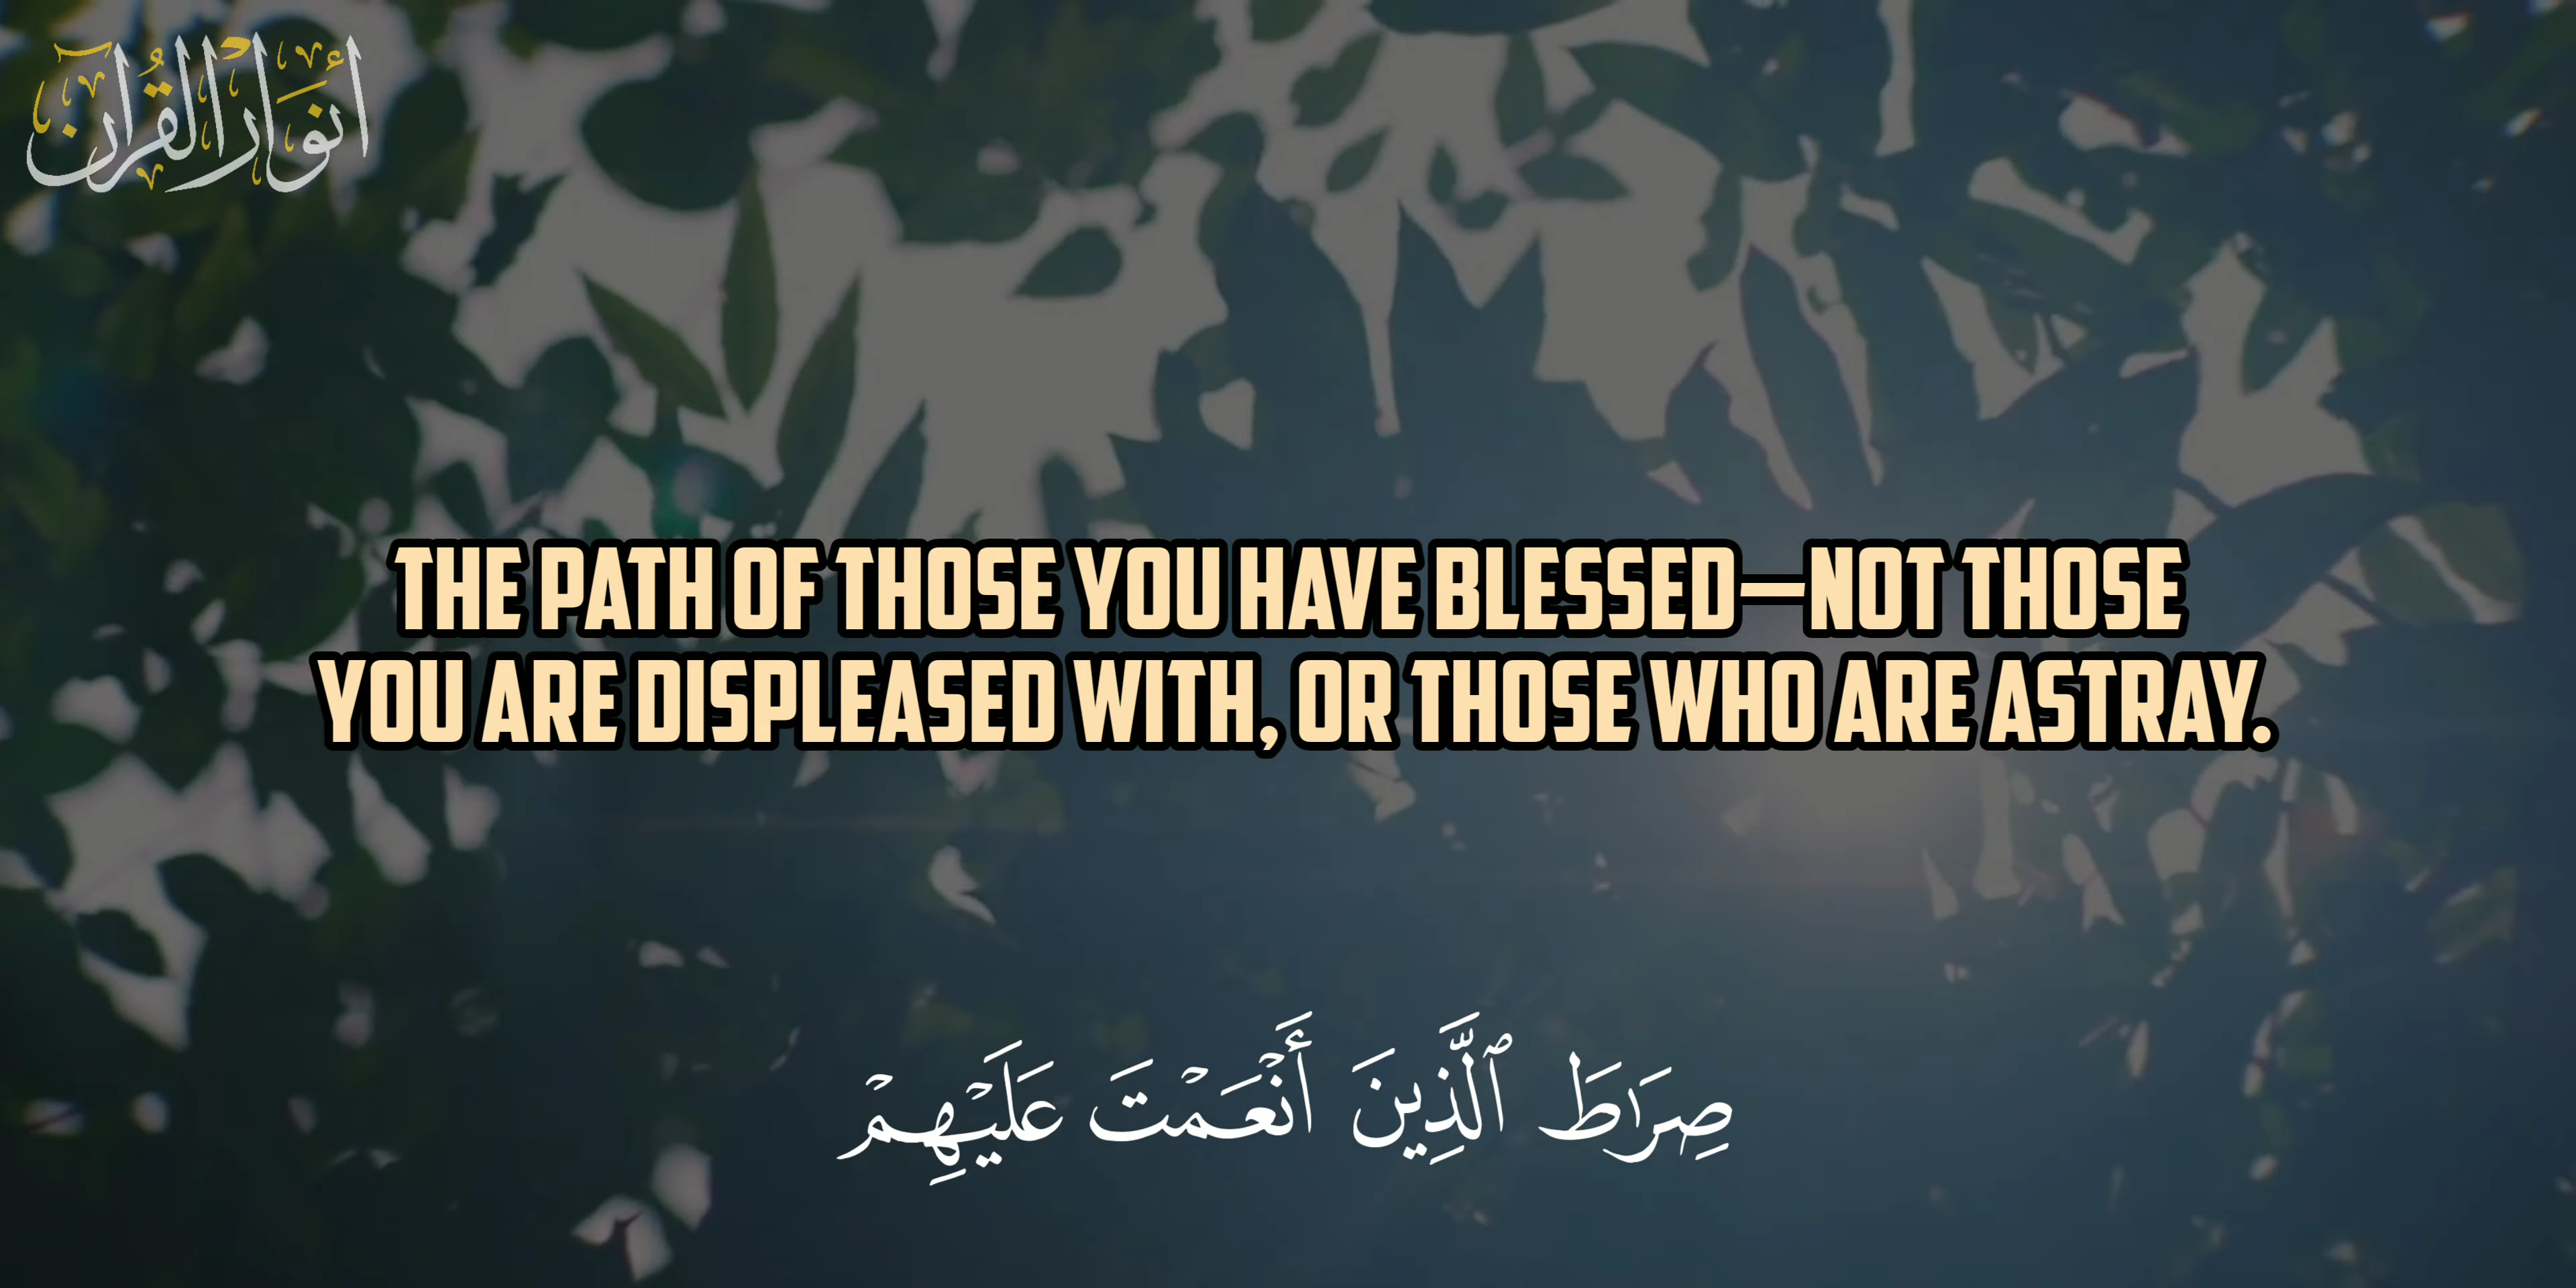 أنوار القرآن
THE PATH OF THOSE YOU HAVE BLESSED—NOT THOSE
YOU ARE DISPLEASED WITH, OR THOSE WHO ARE ASTRAY.
صِرَٰطَ ٱلَّذِينَ أَنْعَمْتَ عَلَيْهِمْ